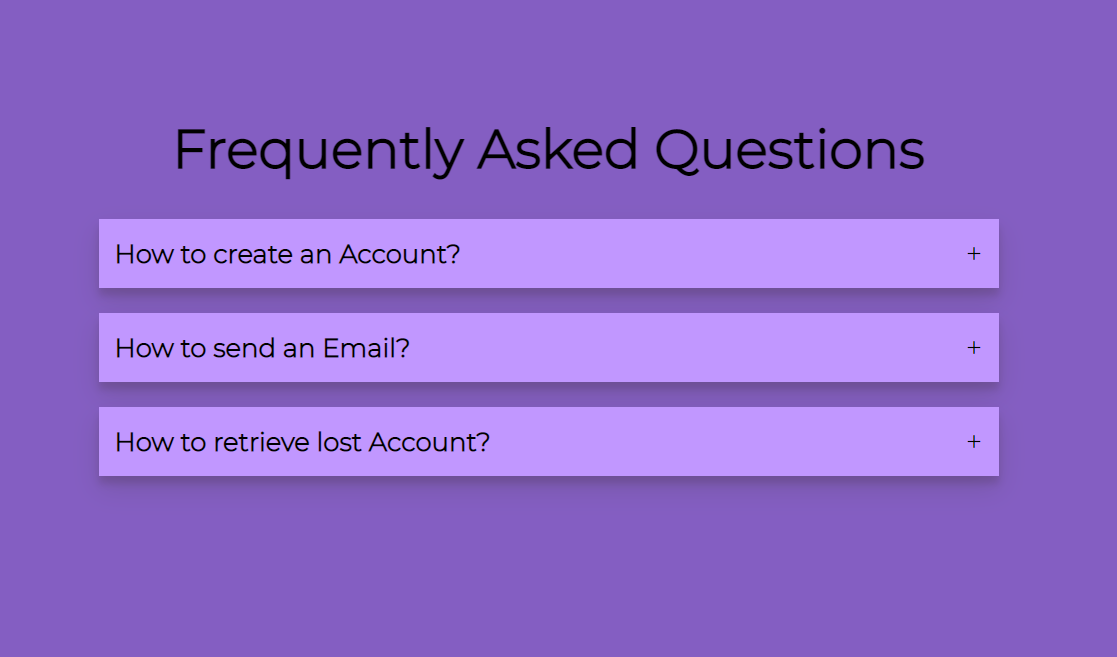 Frequently Asked Questions
How to create an Account? +
How to send an Email? +
How to retrieve lost Account? +